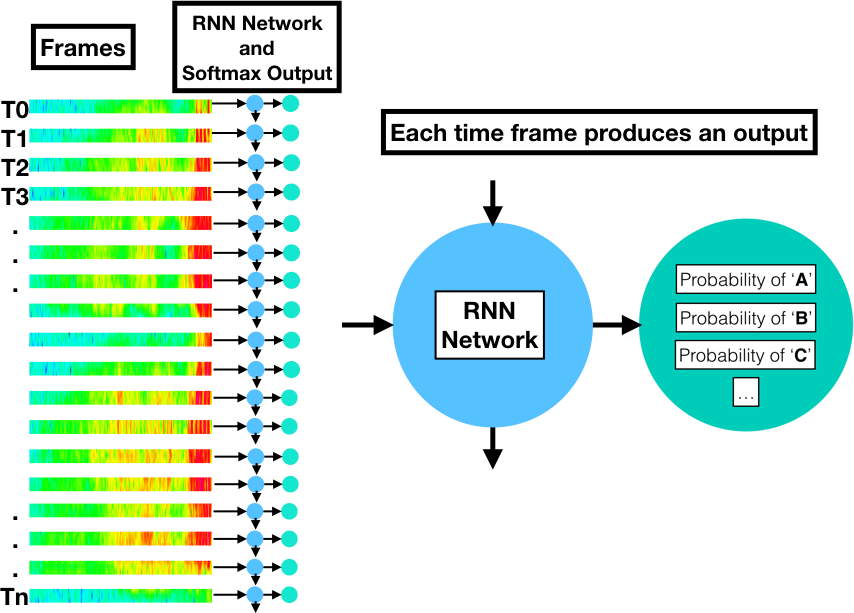 Frames
RNN Network
and
Softmax Output
T0
T1
T2
T3
.
.
.
.
.
.
Tn
Each time frame produces an output
RNN
Network
Probability of ‘A’
Probability of ‘B’
Probability of ‘C’
...